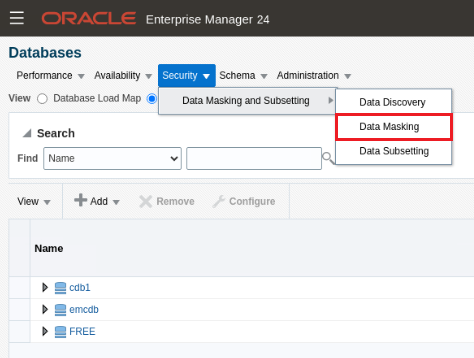 ORACLE Enterprise Manager 24
Databases
Performance Availability Security Schema Administration
View Database Load Map
Data Masking and Subsetting
Data Discovery
Data Masking
Data Subsetting
Search
Find Name
View Add Remove Configure
Name
cdb1
emcdb
FREE